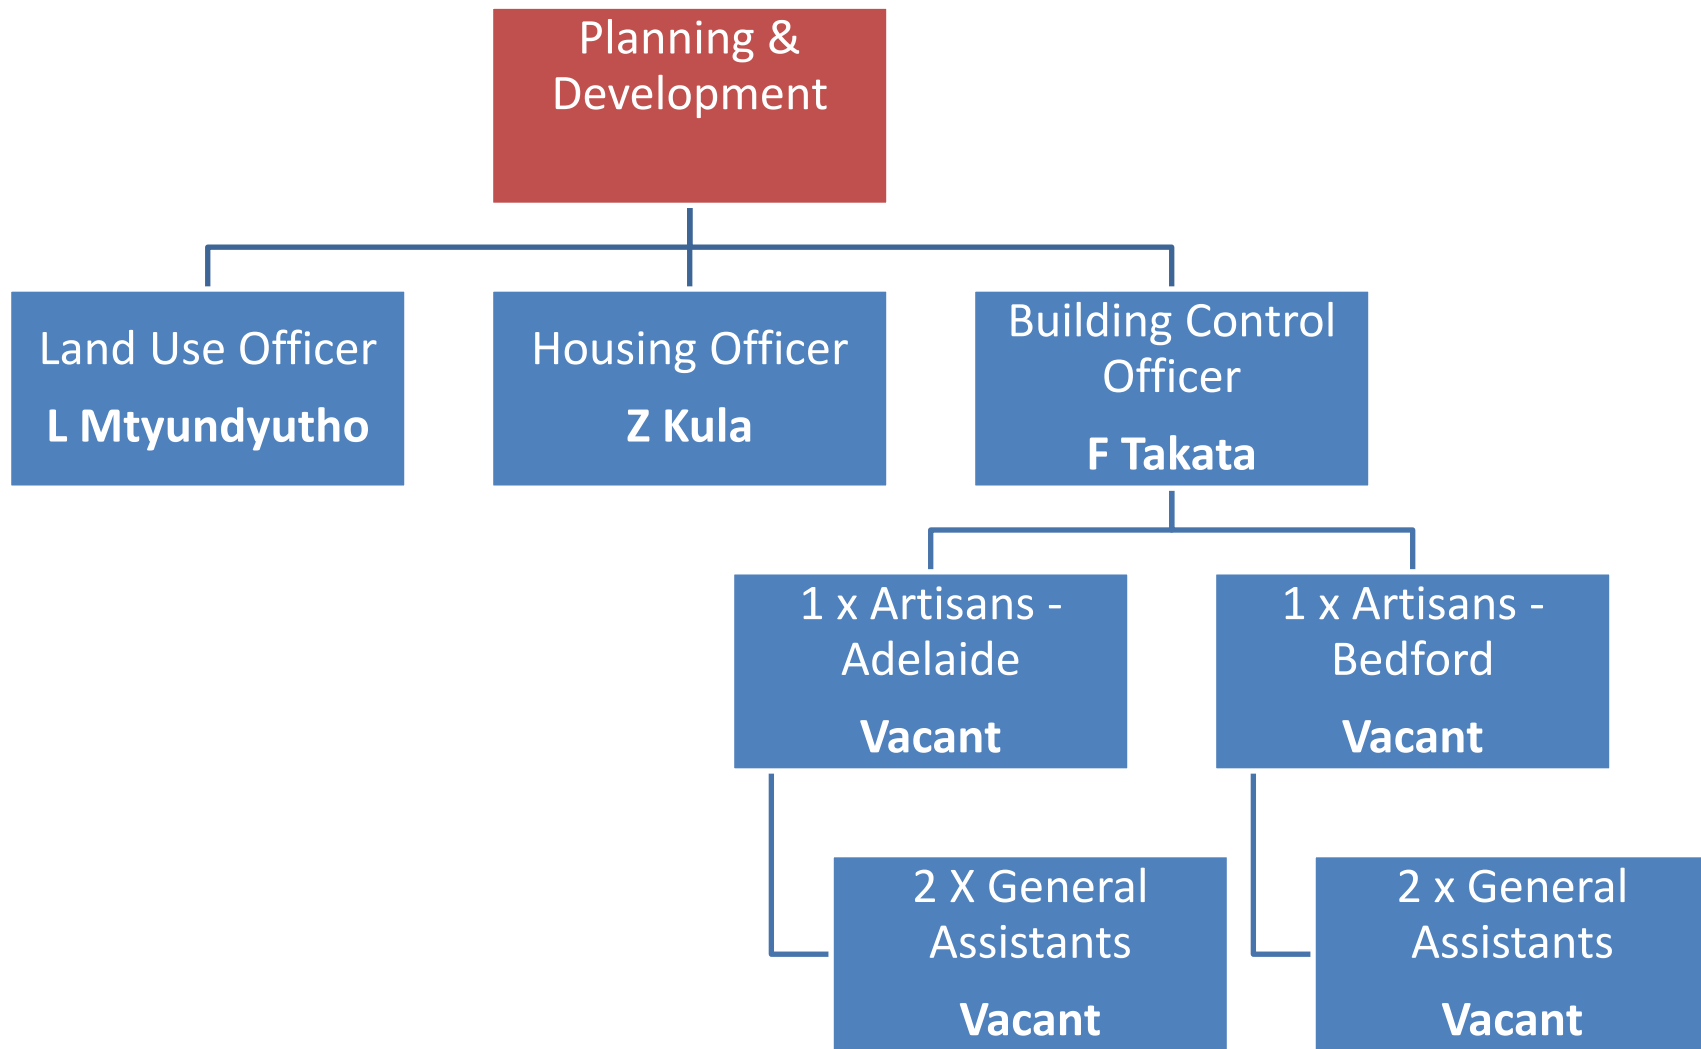 Planning &
Development
Land Use Officer
L Mtyundyutho
Housing Officer
Z Kula
Building Control
Officer
F Takata
1 x Artisans -
Adelaide
Vacant
1 x Artisans -
Bedford
Vacant
2 X General
Assistants
Vacant
2 x General
Assistants
Vacant